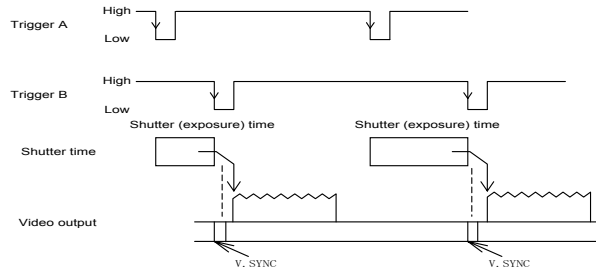 High
Trigger A
Low
High
Trigger B
Low
Shutter (exposure) time Shutter (exposure) time
Shutter time
Video output
V. SYNC V. SYNC